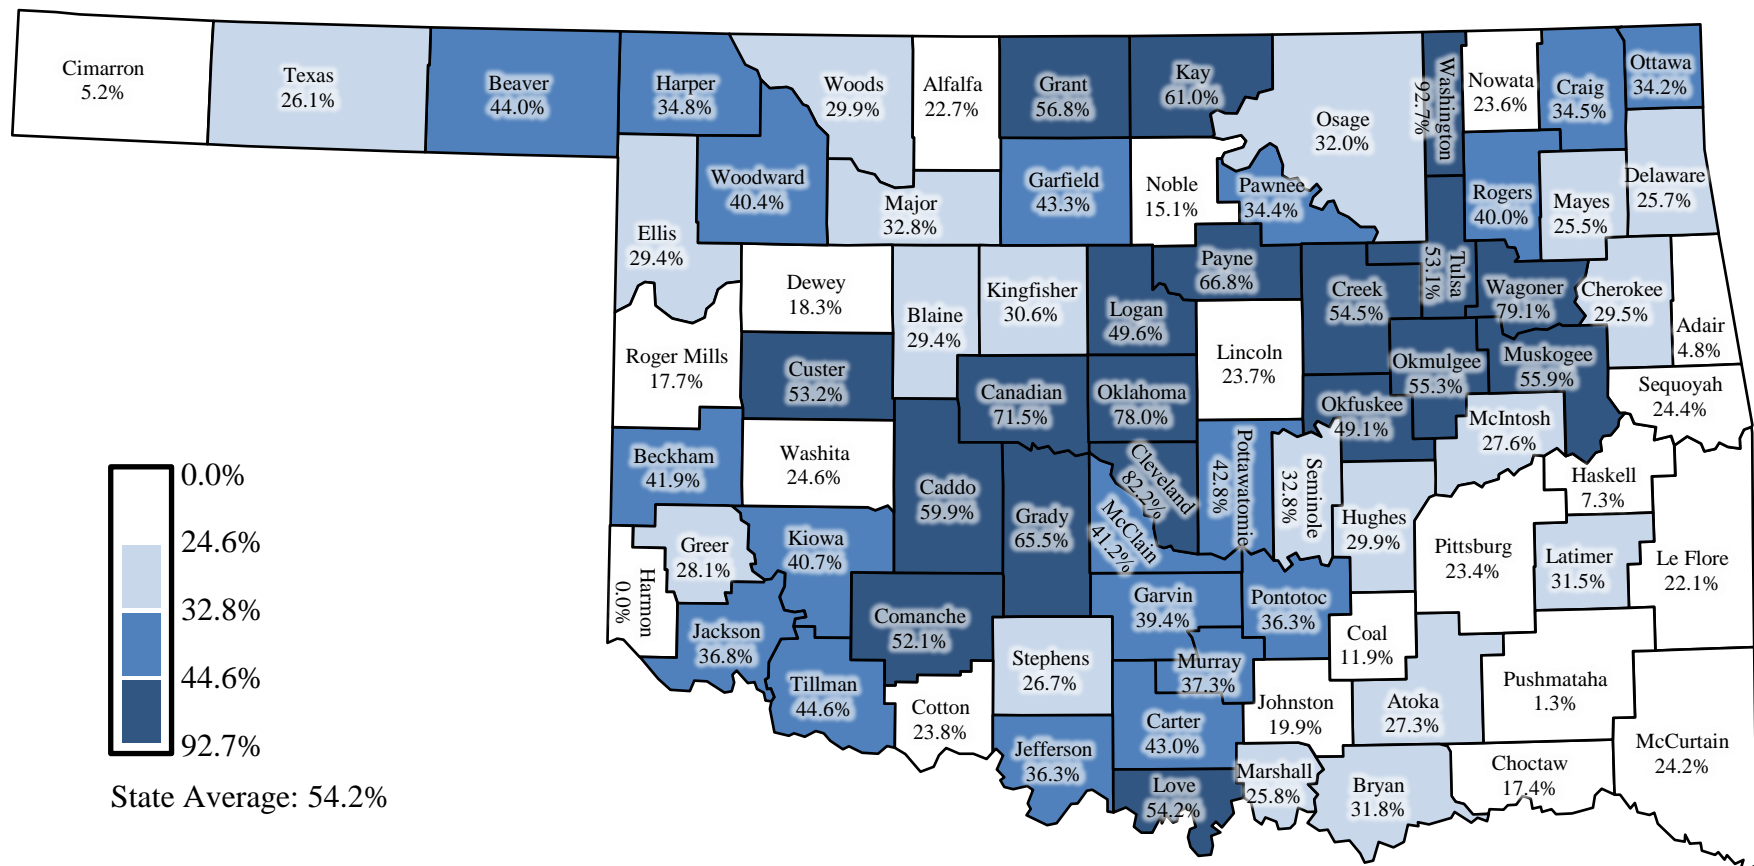 Cimarron
5.2%
Texas
26.1%
Beaver
44.0%
Harper
34.8%
Woods
29.9%
Alfalfa
22.7%
Grant
56.8%
Kay
61.0%
Osage
32.0%
Washington
92.7%
Nowata
23.6%
Craig
34.5%
Ottawa
34.2%
Woodward
40.4%
Major
32.8%
Garfield
43.3%
Noble
15.1%
Pawnee
34.4%
Rogers
40.0%
Mayes
25.5%
Delaware
25.7%
Ellis
29.4%
Dewey
18.3%
Blaine
29.4%
Kingfisher
30.6%
Logan
49.6%
Payne
66.8%
Creek
54.5%
Tulsa
53.1%
Wagoner
79.1%
Cherokee
29.5%
Adair
4.8%
Roger Mills
17.7%
Custer
53.2%
Canadian
71.5%
Oklahoma
78.0%
Lincoln
23.7%
Okmulgee
55.3%
Muskogee
55.9%
Sequoyah
24.4%
Okfuskee
49.1%
McIntosh
27.6%
Beckham
41.9%
Washita
24.6%
Caddo
59.9%
Grady
65.5%
Cleveland
82.2%
McClain
41.2%
Pottawatomie
42.8%
Seminole
32.8%
Hughes
29.9%
Haskell
7.3%
Pittsburg
23.4%
Latimer
31.5%
Le Flore
22.1%
Greer
28.1%
Kiowa
40.7%
Harmon
0.0%
Jackson
36.8%
Comanche
52.1%
Garvin
39.4%
Pontotoc
36.3%
Coal
11.9%
Tillman
44.6%
Stephens
26.7%
Murray
37.3%
Cotton
23.8%
Johnston
19.9%
Atoka
27.3%
Pushmataha
1.3%
Carter
43.0%
Jefferson
36.3%
Love
54.2%
Marshall
25.8%
Bryan
31.8%
Choctaw
17.4%
McCurtain
24.2%
0.0%
24.6%
32.8%
44.6%
92.7%
State Average: 54.2%